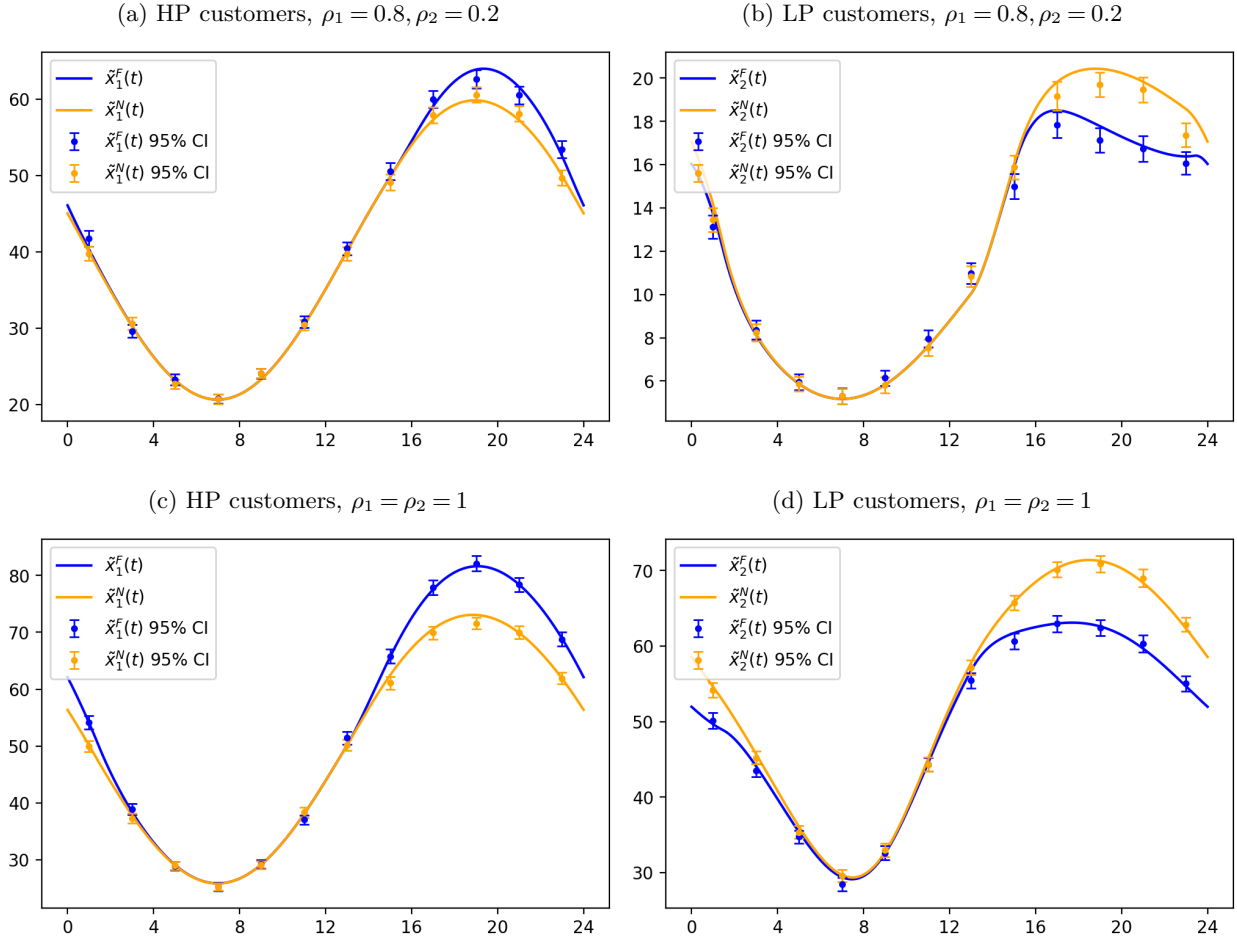 (a) HP customers, ρ₁ = 0.8, ρ₂ = 0.2
60
50
40
30
20
x̃₁ᶠ(t)
x̃₁ᴺ(t)
x̃₁ᶠ(t) 95% CI
x̃₁ᴺ(t) 95% CI
0 4 8 12 16 20 24
(b) LP customers, ρ₁ = 0.8, ρ₂ = 0.2
20
18
16
14
12
10
8
6
x̃₂ᶠ(t)
x̃₂ᴺ(t)
x̃₂ᶠ(t) 95% CI
x̃₂ᴺ(t) 95% CI
0 4 8 12 16 20 24
(c) HP customers, ρ₁ = ρ₂ = 1
80
70
60
50
40
30
x̃₁ᶠ(t)
x̃₁ᴺ(t)
x̃₁ᶠ(t) 95% CI
x̃₁ᴺ(t) 95% CI
0 4 8 12 16 20 24
(d) LP customers, ρ₁ = ρ₂ = 1
70
60
50
40
30
x̃₂ᶠ(t)
x̃₂ᴺ(t)
x̃₂ᶠ(t) 95% CI
x̃₂ᴺ(t) 95% CI
0 4 8 12 16 20 24